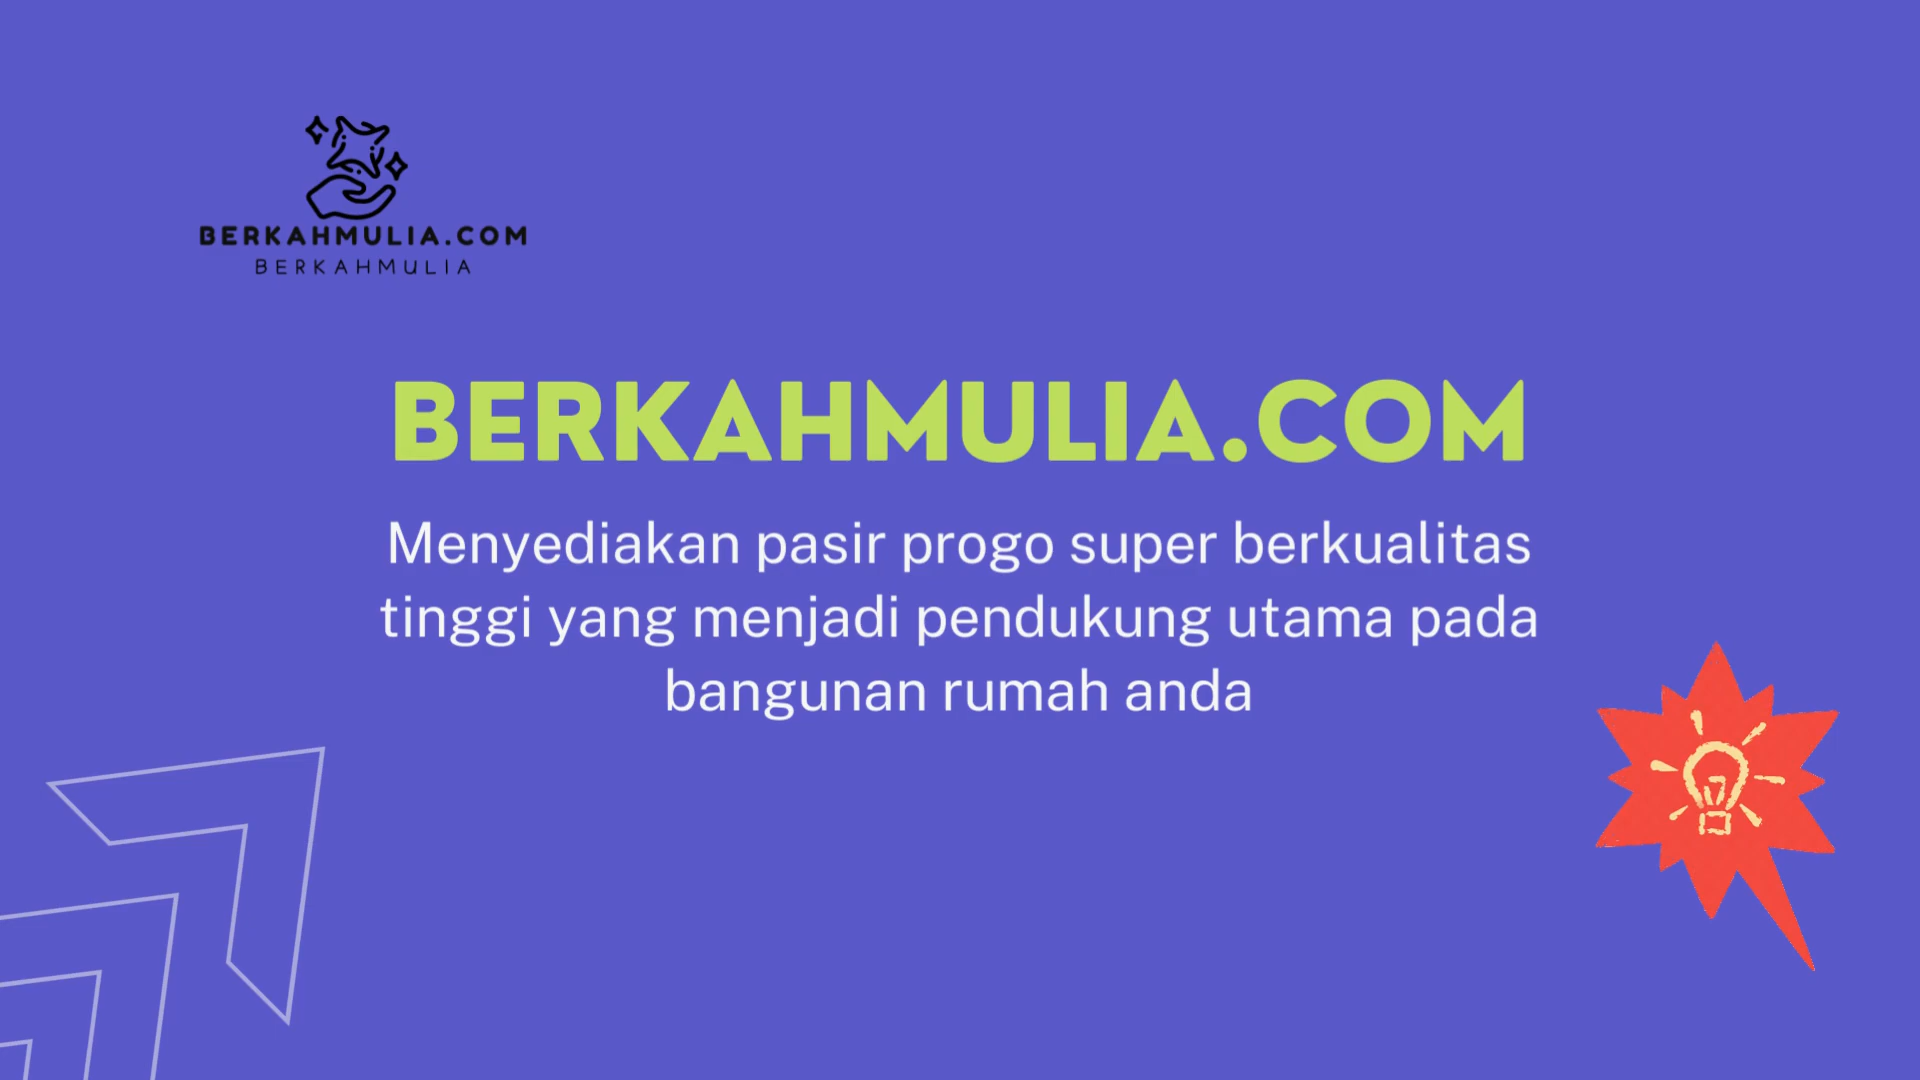 BERKAHMULIA.COM
BERKAHMULIA
BERKAHMULIA.COM
Menyediakan pasir progo super berkualitas
tinggi yang menjadi pendukung utama pada
bangunan rumah anda